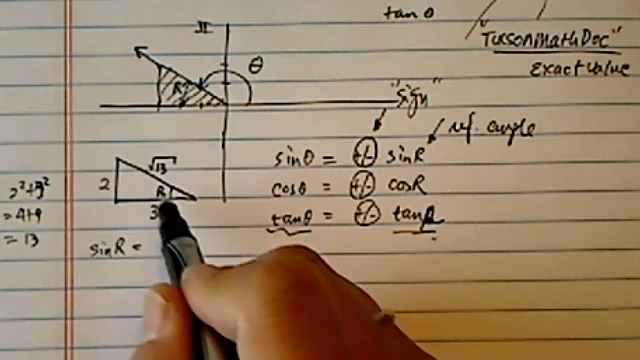 tan θ
II
"TucsonMathDoc"
Exact Value
θ
R
"sign"
ref. angle
sinθ = +/- sinR
cosθ = +/- cosR
tanθ = +/- tanR
√13
2
R
3
2²+3²
= 4+9
= 13
sinR =